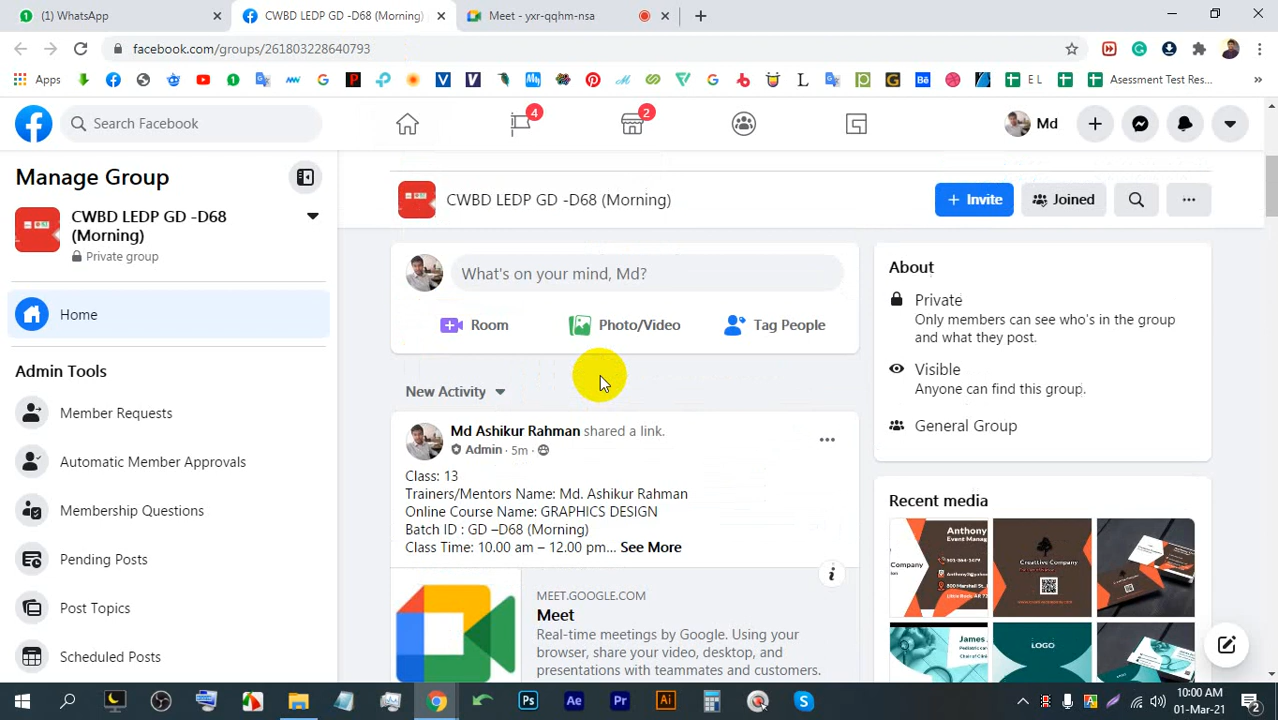 (1) WhatsApp
CWBD LEDP GD -D68 (Morning)
Meet - yxr-qqhm-nsa
facebook.com/groups/261803228640793
Apps
E L
Asessment Test Res...
Search Facebook
4
2
Md
Manage Group
CWBD LEDP GD -D68
(Morning)
Private group
Home
Admin Tools
Member Requests
Automatic Member Approvals
Membership Questions
Pending Posts
Post Topics
Scheduled Posts
CWBD LEDP GD -D68 (Morning)
+ Invite
Joined
What's on your mind, Md?
Room
Photo/Video
Tag People
New Activity
Md Ashikur Rahman shared a link.
Admin · 5m ·
Class: 13
Trainers/Mentors Name: Md. Ashikur Rahman
Online Course Name: GRAPHICS DESIGN
Batch ID : GD –D68 (Morning)
Class Time: 10.00 am – 12.00 pm... See More
MEET.GOOGLE.COM
Meet
Real-time meetings by Google. Using your
browser, share your video, desktop, and
presentations with teammates and customers.
About
Private
Only members can see who's in the group
and what they post.
Visible
Anyone can find this group.
General Group
Recent media
Anthony
Event Manag
Creattive Company
LOGO
James
10:00 AM
01-Mar-21
2